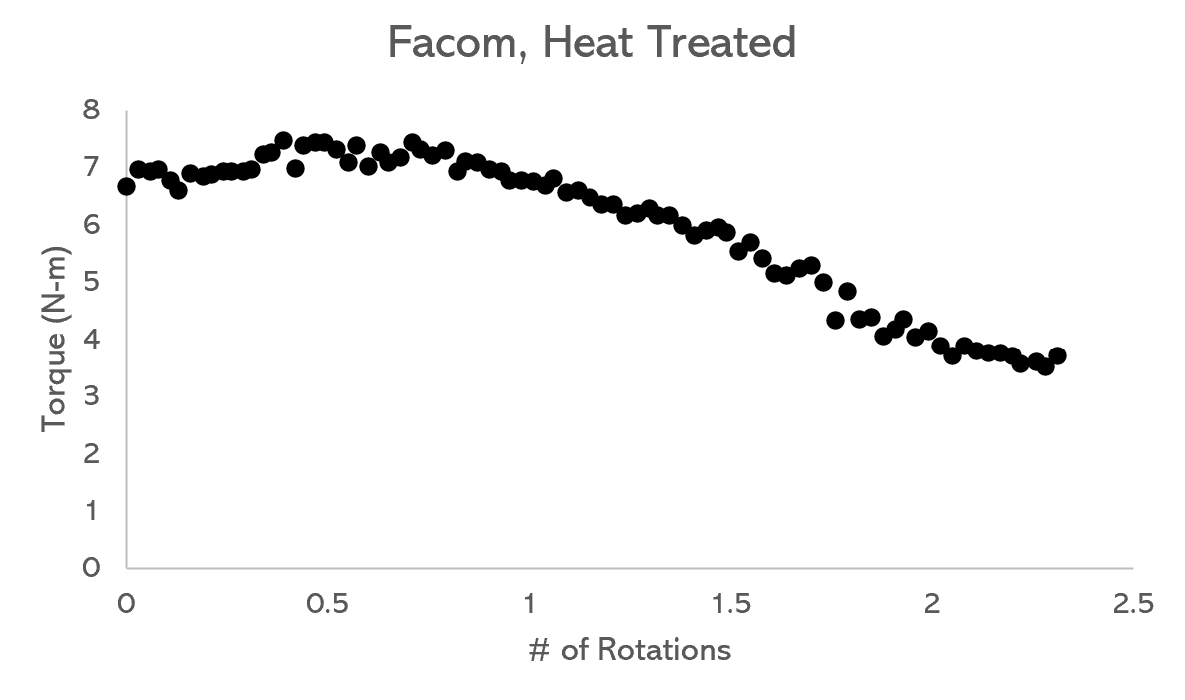 Facom, Heat Treated
8
7
6
5
4
3
2
1
0
Torque (N-m)
0 0.5 1 1.5 2 2.5
# of Rotations